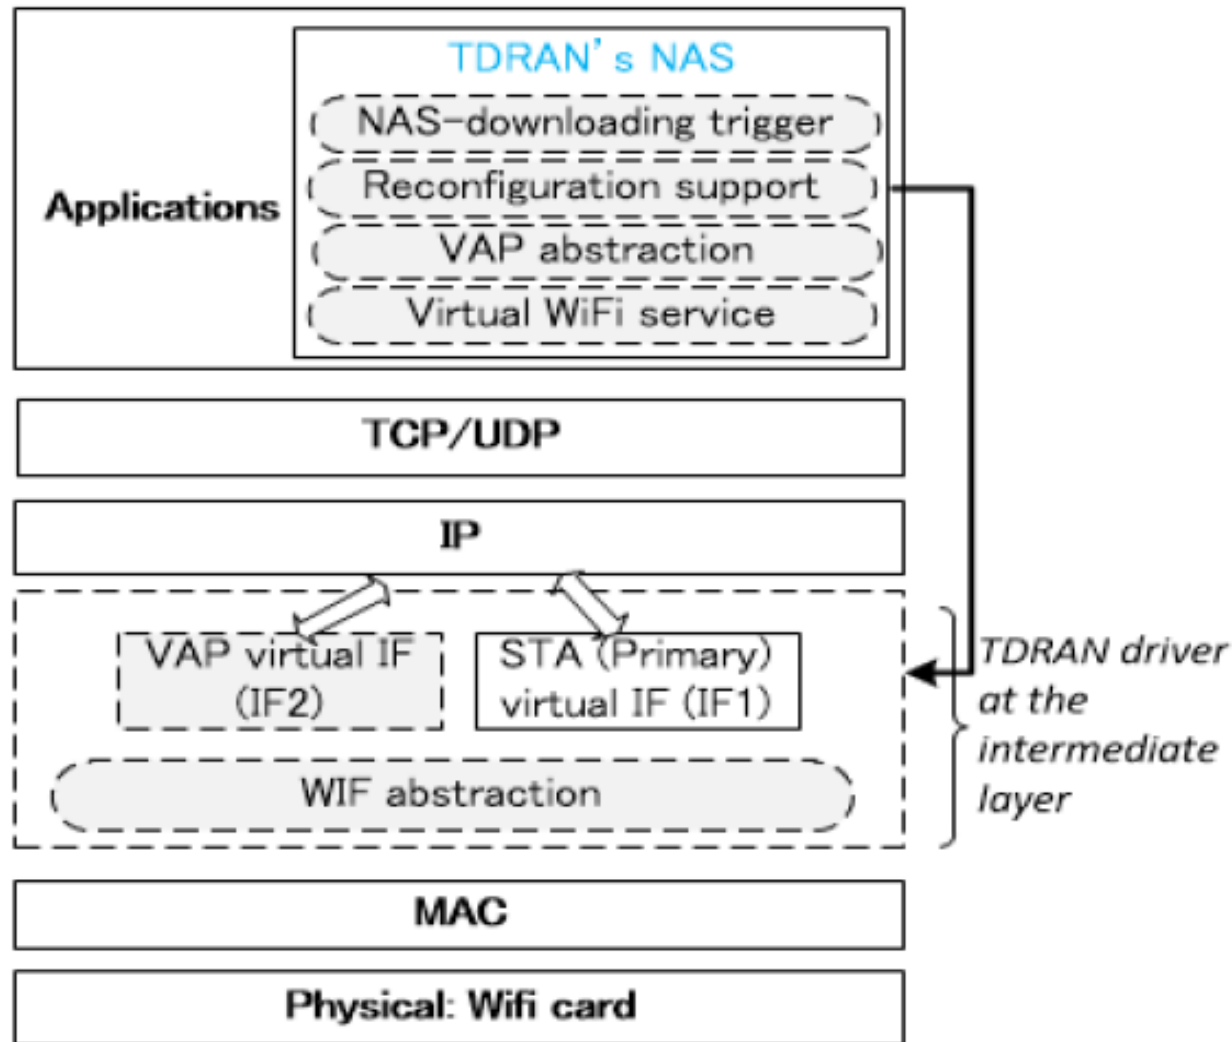 TDRAN's NAS
NAS-downloading trigger
Reconfiguration support
VAP abstraction
Virtual WiFi service
Applications
TCP/UDP
IP
VAP virtual IF
(IF2)
STA (Primary)
virtual IF (IF1)
WIF abstraction
TDRAN driver
at the
intermediate
layer
MAC
Physical: Wifi card